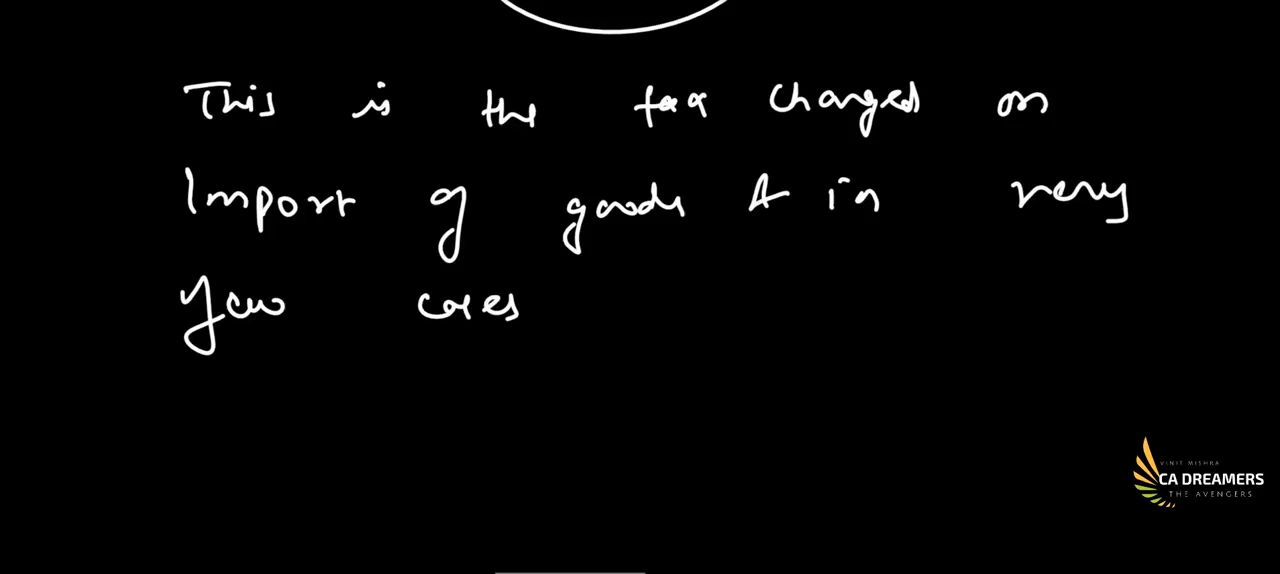 This is the tax charged on
Import of goods & in very
few cases
VINIT MISHRA
CA DREAMERS
THE AVENGERS